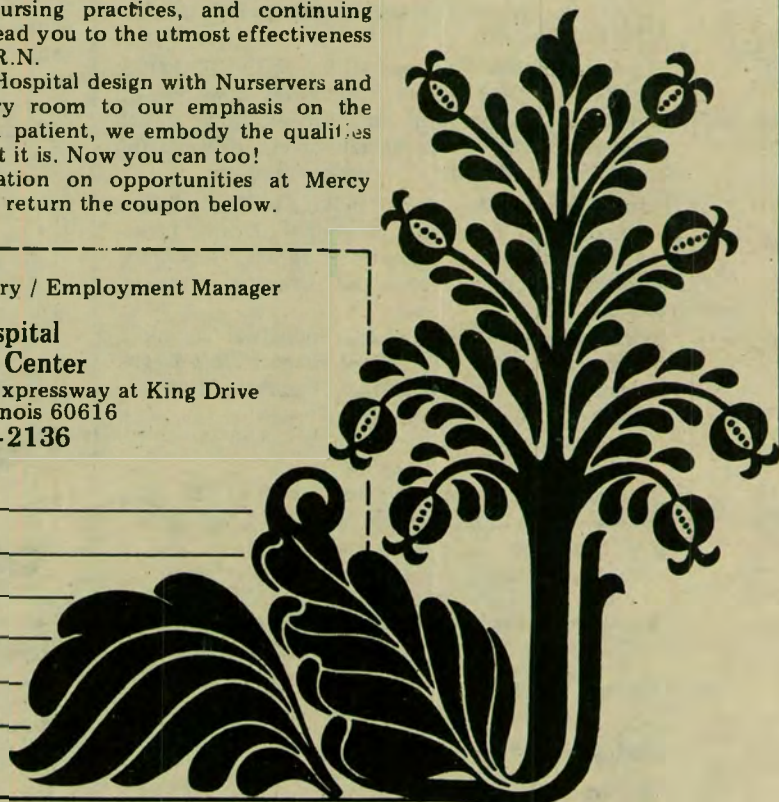 ursing practices, and continuing
ead you to the utmost effectiveness
R.N.
Hospital design with Nurservers and
ry room to our emphasis on the
patient, we embody the qualities
t it is. Now you can too!
ation on opportunities at Mercy
return the coupon below.
ry / Employment Manager
spital
Center
xpressway at King Drive
nois 60616
-2136